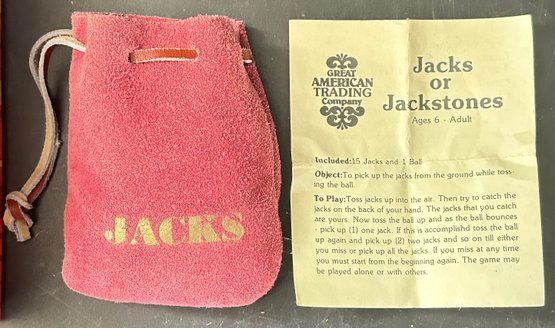 JACKS
GREAT
AMERICAN
TRADING
Company
Jacks
or
Jackstones
Ages 6 - Adult
Included:15 Jacks and 1 Ball
Object:To pick up the jacks from the ground while toss-
ing the ball.
To Play:Toss jacks up into the air. Then try to catch the
jacks on the back of your hand. The jacks that you catch
are yours. Now toss the ball up and as the ball bounces
- pick up (1) one jack. If this is accomplishd toss the ball
up again and pick up (2) two jacks and so on till either
you miss or pickup all the jacks. If you miss at any time
you must start from the beginning again. The game may
be played alone or with others.